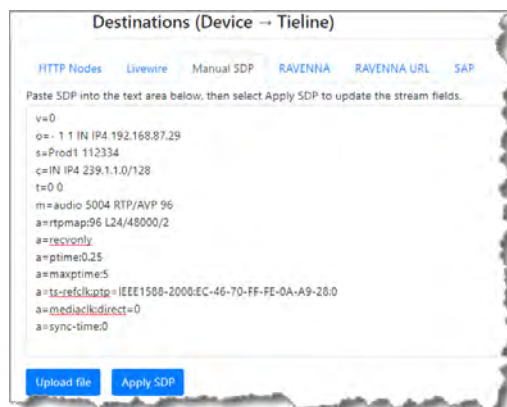 Destinations (Device → Tieline)
HTTP Nodes Livewire Manual SDP RAVENNA RAVENNA URL SAP
Paste SDP into the text area below, then select Apply SDP to update the stream fields.
v=0
o=- 1 1 IN IP4 192.168.87.29
s=Prod1 112334
c=IN IP4 239.1.1.0/128
t=0 0
m=audio 5004 RTP/AVP 96
a=rtpmap:96 L24/48000/2
a=recvonly
a=ptime:0.25
a=maxptime:5
a=ts-refclk:ptp=IEEE1588-2008:EC-46-70-FF-FE-0A-A9-28:0
a=mediaclk:direct=0
a=sync-time:0
Upload file Apply SDP